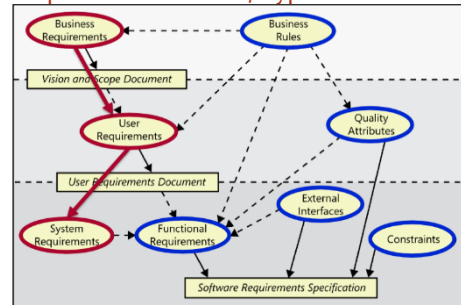 Business
Requirements
Business
Rules
Vision and Scope Document
User
Requirements
Quality
Attributes
User Requirements Document
External
Interfaces
System
Requirements
Functional
Requirements
Constraints
Software Requirements Specification